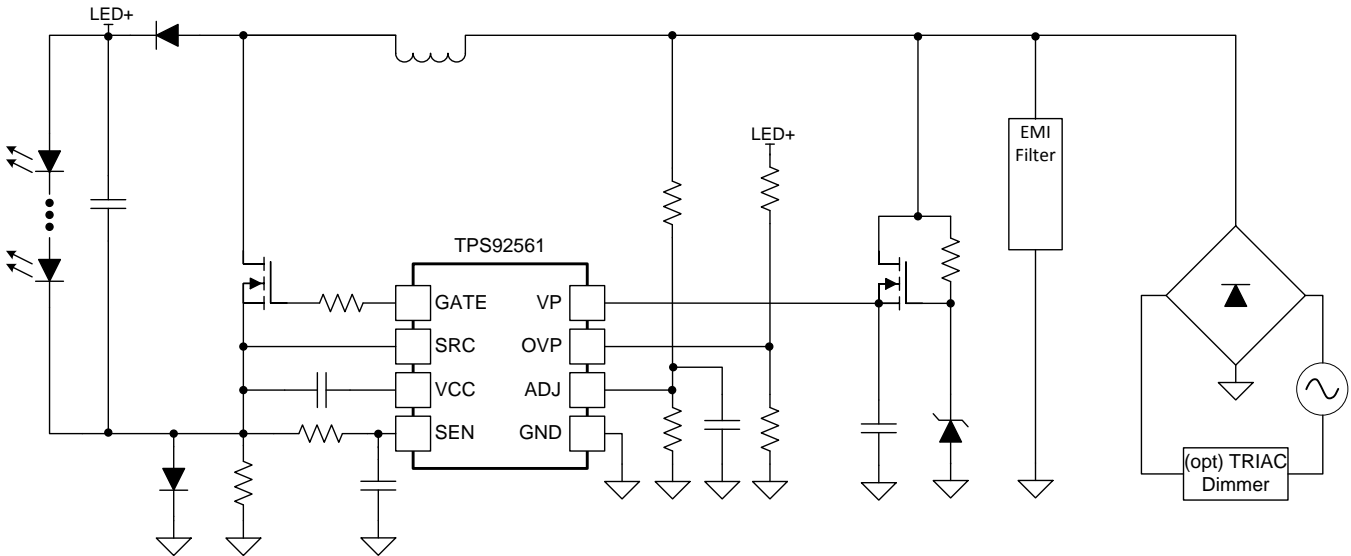 LED+
LED+
EMI
Filter
TPS92561
GATE
VP
SRC
OVP
VCC
ADJ
SEN
GND
(opt) TRIAC
Dimmer